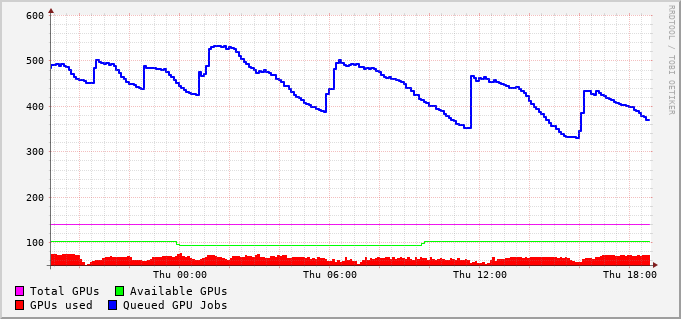 600
500
400
300
200
100
Thu 00:00 Thu 06:00 Thu 12:00 Thu 18:00
Total GPUs Available GPUs
GPUs used Queued GPU Jobs
RRDTOOL / TOBI OETIKER